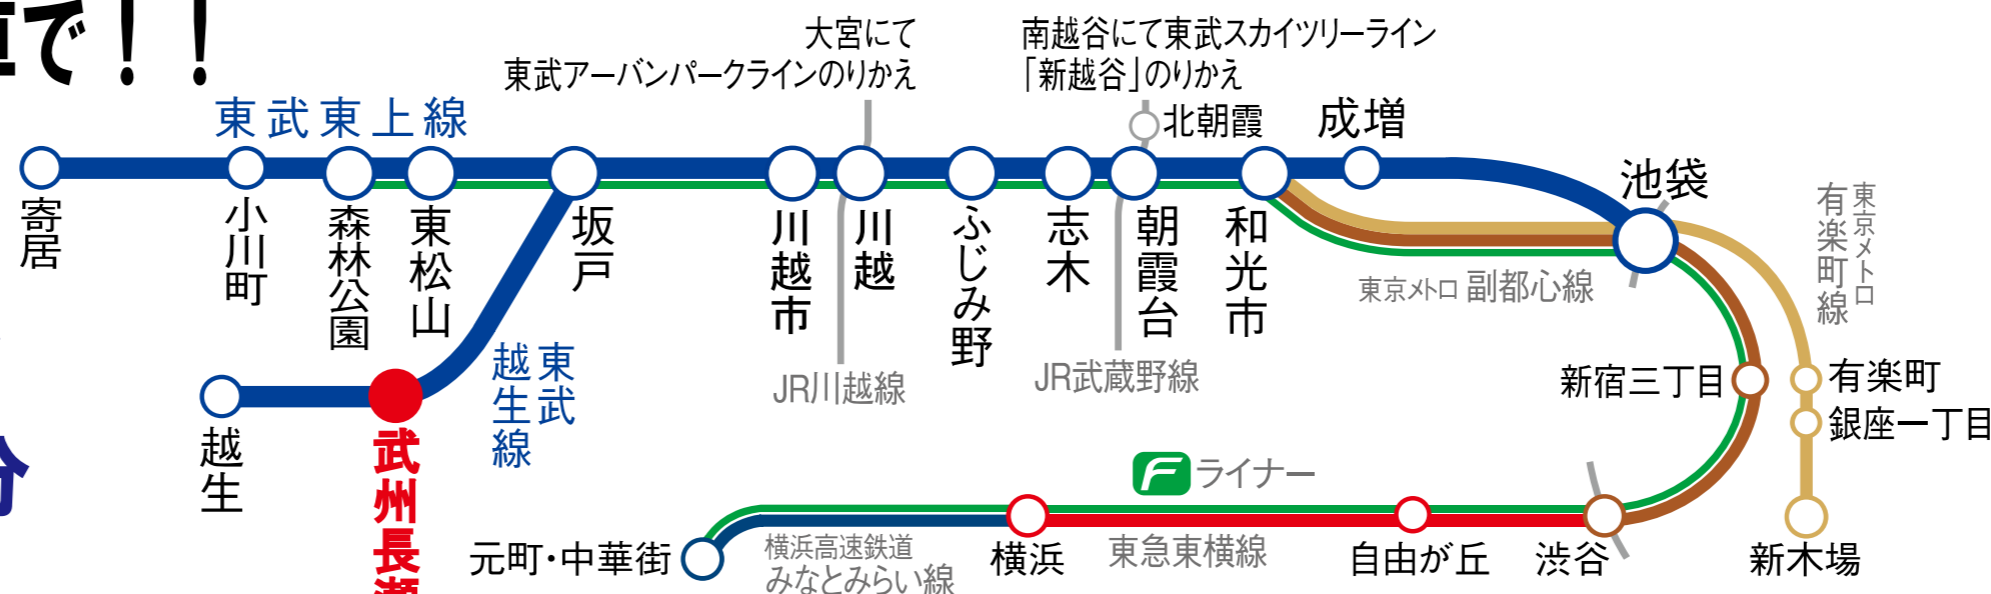 で！！
大宮にて
東武アーバンパークラインのりかえ
南越谷にて東武スカイツリーライン
「新越谷」のりかえ
東武東上線
北朝霞
成増
池袋
寄居
小川町
森林公園
東松山
坂戸
川越市
川越
ふじみ野
志木
朝霞台
和光市
東京メトロ 副都心線
東京メトロ
有楽町線
東武
越生線
JR川越線
JR武蔵野線
新宿三丁目
有楽町
銀座一丁目
越生
武州長瀬
分
F ライナー
元町・中華街
横浜高速鉄道
みなとみらい線
横浜
東急東横線
自由が丘
渋谷
新木場